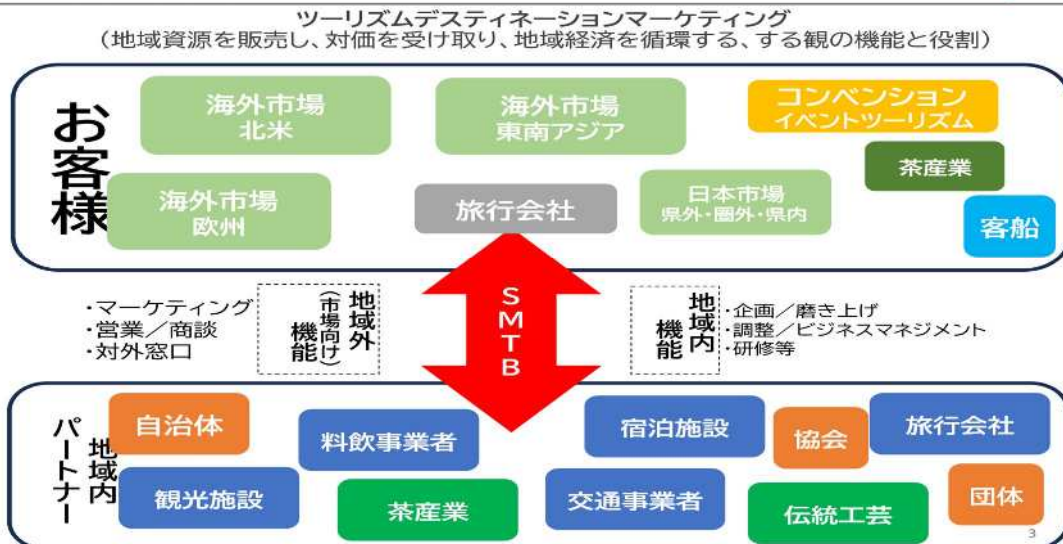 ツーリズムデスティネーションマーケティング
(地域資源を販売し、対価を受け取り、地域経済を循環する、する観の機能と役割)
お客様
海外市場
北米
海外市場
東南アジア
コンベンション
イベントツーリズム
茶産業
海外市場
欧州
旅行会社
日本市場
県外・圏外・県内
客船
・マーケティング
・営業／商談
・対外窓口
地域外
(市場向け)
機能
SMTB
地域内
機能
・企画／磨き上げ
・調整／ビジネスマネジメント
・研修等
地域内
パートナー
自治体
料飲事業者
宿泊施設
協会
旅行会社
観光施設
茶産業
交通事業者
伝統工芸
団体
3